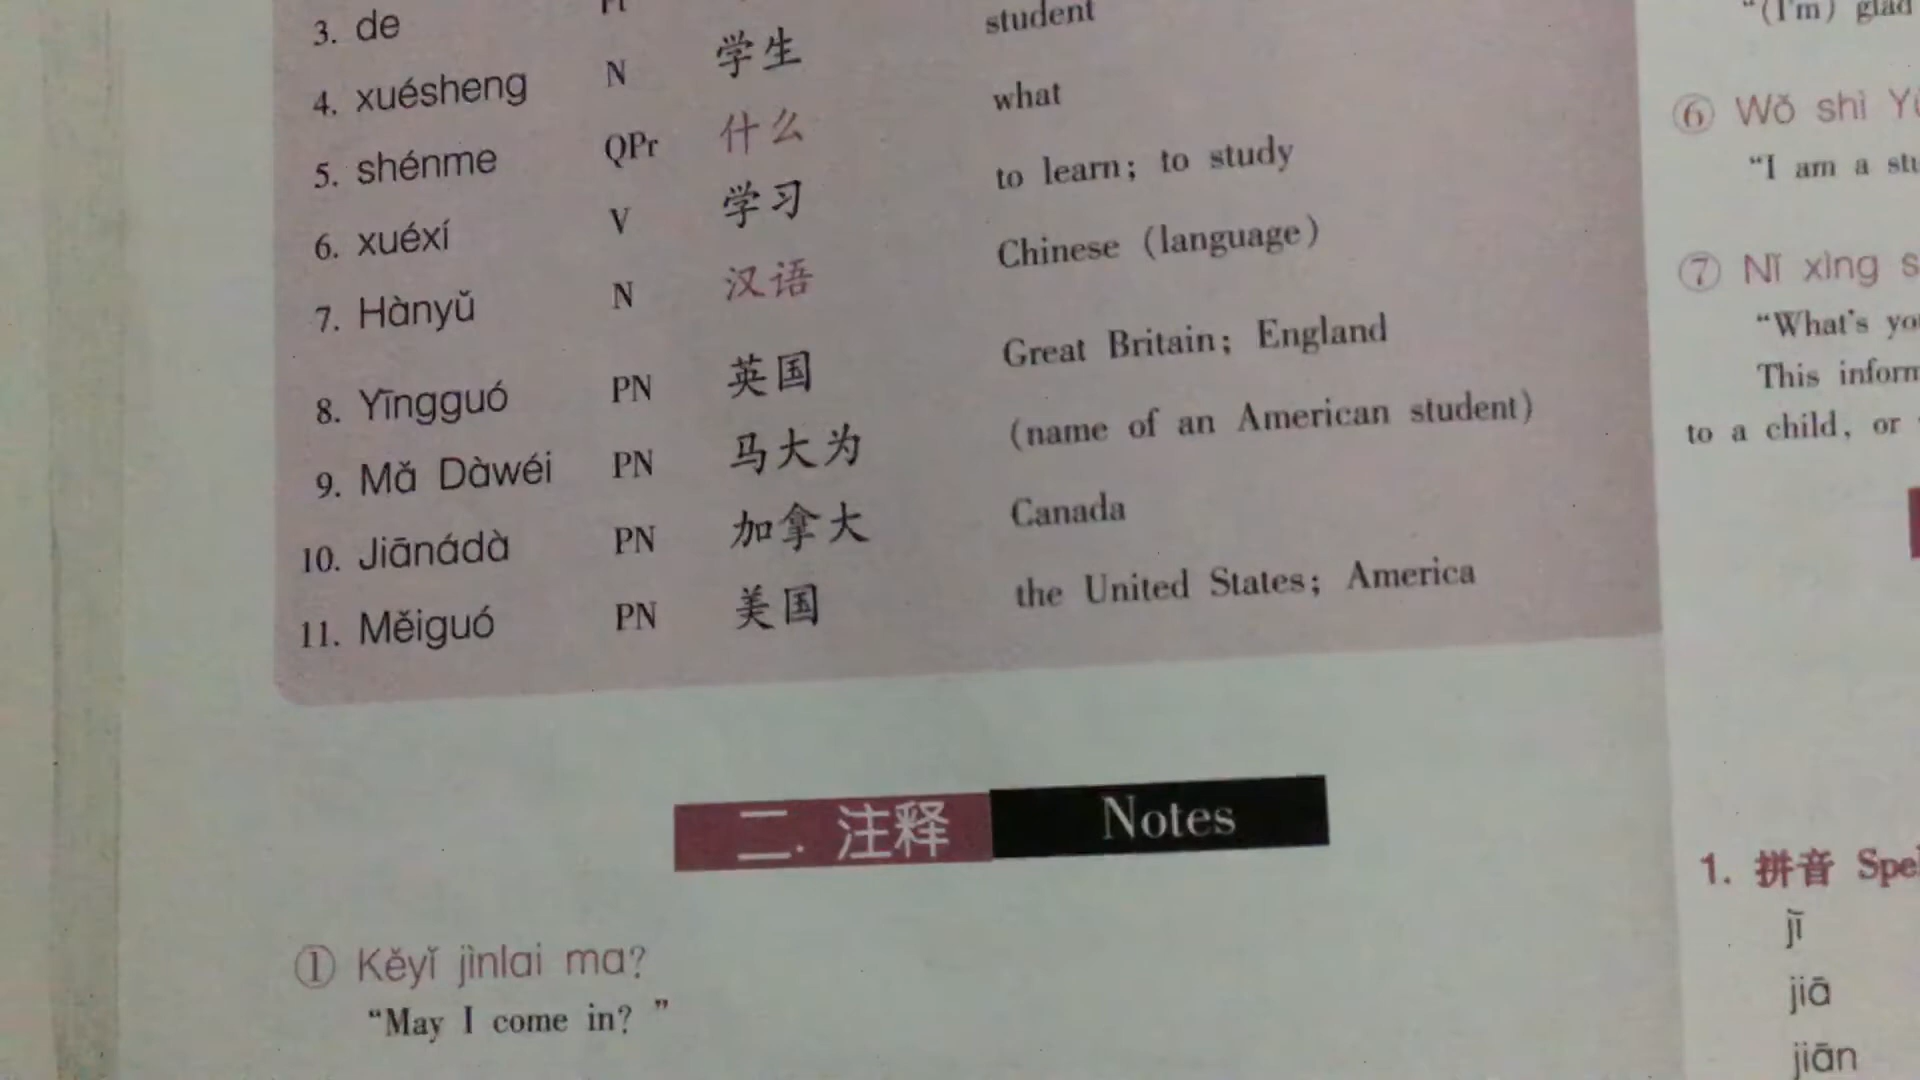 3. de
4. xuésheng N 学生 student
5. shénme QPr 什么 what
6. xuéxí V 学习 to learn; to study
7. Hànyǔ N 汉语 Chinese (language)
8. Yīngguó PN 英国 Great Britain; England
9. Mǎ Dàwéi PN 马大为 (name of an American student)
10. Jiānádà PN 加拿大 Canada
11. Měiguó PN 美国 the United States; America
二. 注释 Notes
① Kěyǐ jìnlai ma?
“May I come in? ”
“(I'm) glad
⑥ Wǒ shì
“I am a
⑦ Nǐ xìng
“What's
This
to a child, or
1. 拼音
jī
jiā
jiān